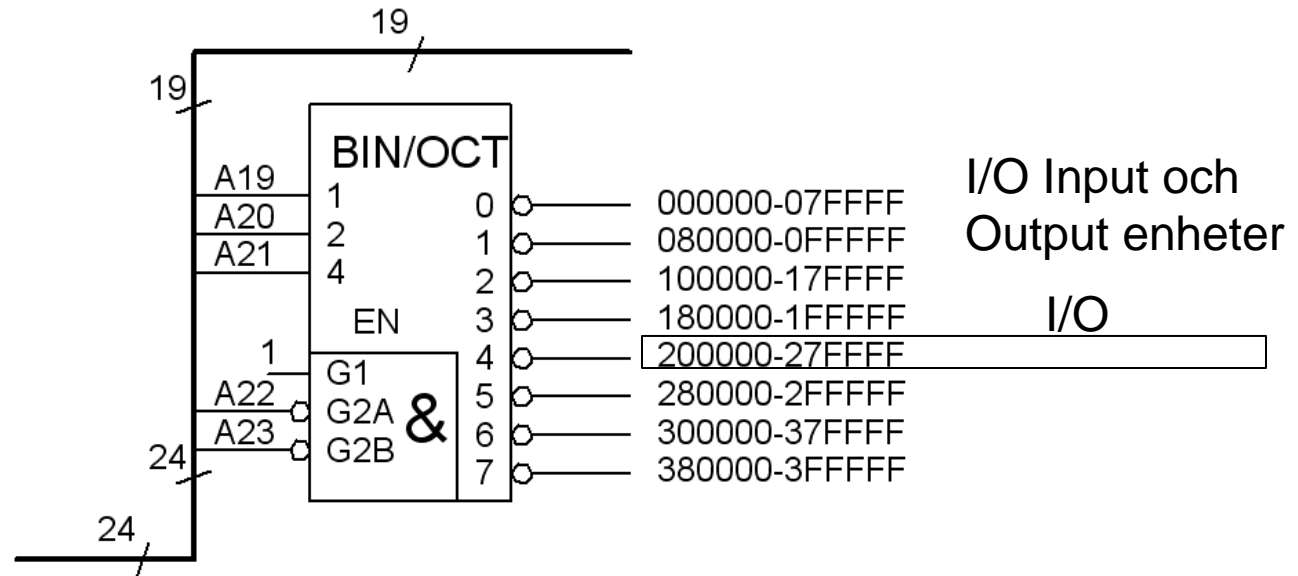 19
19
BIN/OCT
A19
1
0
000000-07FFFF
I/O Input och
A20
2
1
080000-0FFFFF
Output enheter
A21
4
2
100000-17FFFF
EN
3
180000-1FFFFF
I/O
1
G1
4
200000-27FFFF
A22
G2A
&
5
280000-2FFFFF
A23
G2B
6
300000-37FFFF
24
7
380000-3FFFFF
24